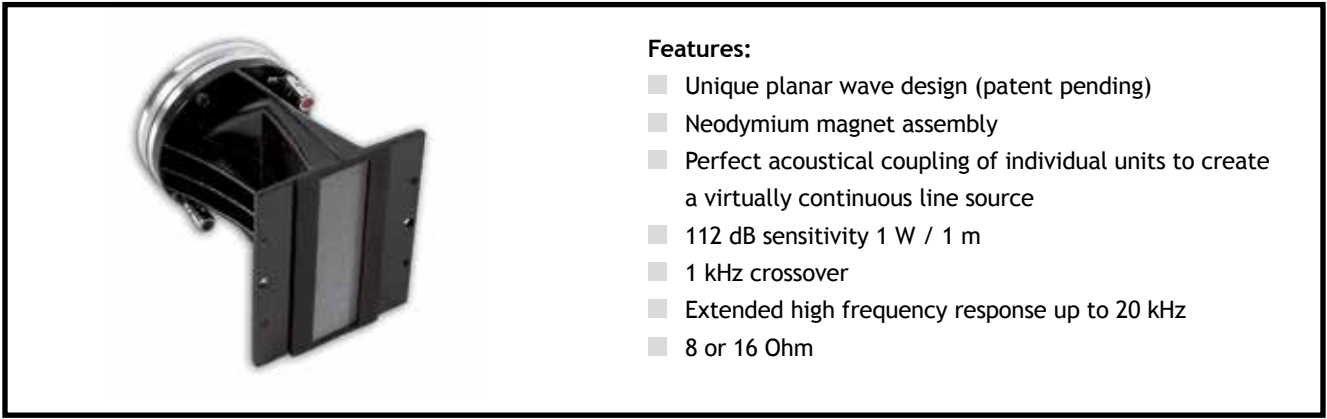 Features:
Unique planar wave design (patent pending)
Neodymium magnet assembly
Perfect acoustical coupling of individual units to create
a virtually continuous line source
112 dB sensitivity 1 W / 1 m
1 kHz crossover
Extended high frequency response up to 20 kHz
8 or 16 Ohm